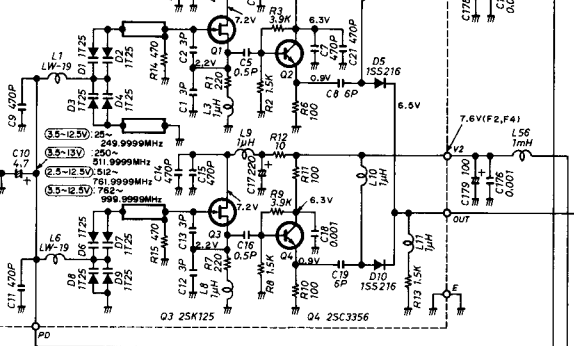 C178
0.01
L1
LW-19
D1
1T25
D2
1T25
R14 470
C2 3P
Q1
7.2V
2.2V
C5
0.5P
R3
3.9K
6.3V
C7
470P
C21 470P
Q2
0.9V
C8 6P
D5
1SS216
6.5V
C9 470P
D3
1T25
D4
1T25
C1 3P
R1
220
L3
1μH
R2 1.5K
R6
100
C10
4.7
3.5~12.5V : 25~
249.9999MHz
3.5~13V : 250~
511.9999MHz
2.5~12.5V : 512~
761.9999MHz
3.5~12.5V : 762~
999.9999MHz
L9
1μH
R12
10
7.6V(F2,F4)
V2
L56
1mH
C14
470P
C15
470P
C17 220
R11
100
L10
1μH
C179 100
C176
0.001
R9
3.9K
6.3V
L6
LW-19
D6
1T25
D7
1T25
R15 470
C13 3P
Q3
7.2V
2.2V
C16
0.5P
C18
0.001
Q4
0.9V
C19
6P
D10
1SS216
OUT
L11
1μH
C11 470P
D8
1T25
D9
1T25
C12 3P
R7
220
L8
1μH
R8 1.5K
R10
100
R13 1.5K
E
Q3 2SK125
Q4 2SC3356
PD